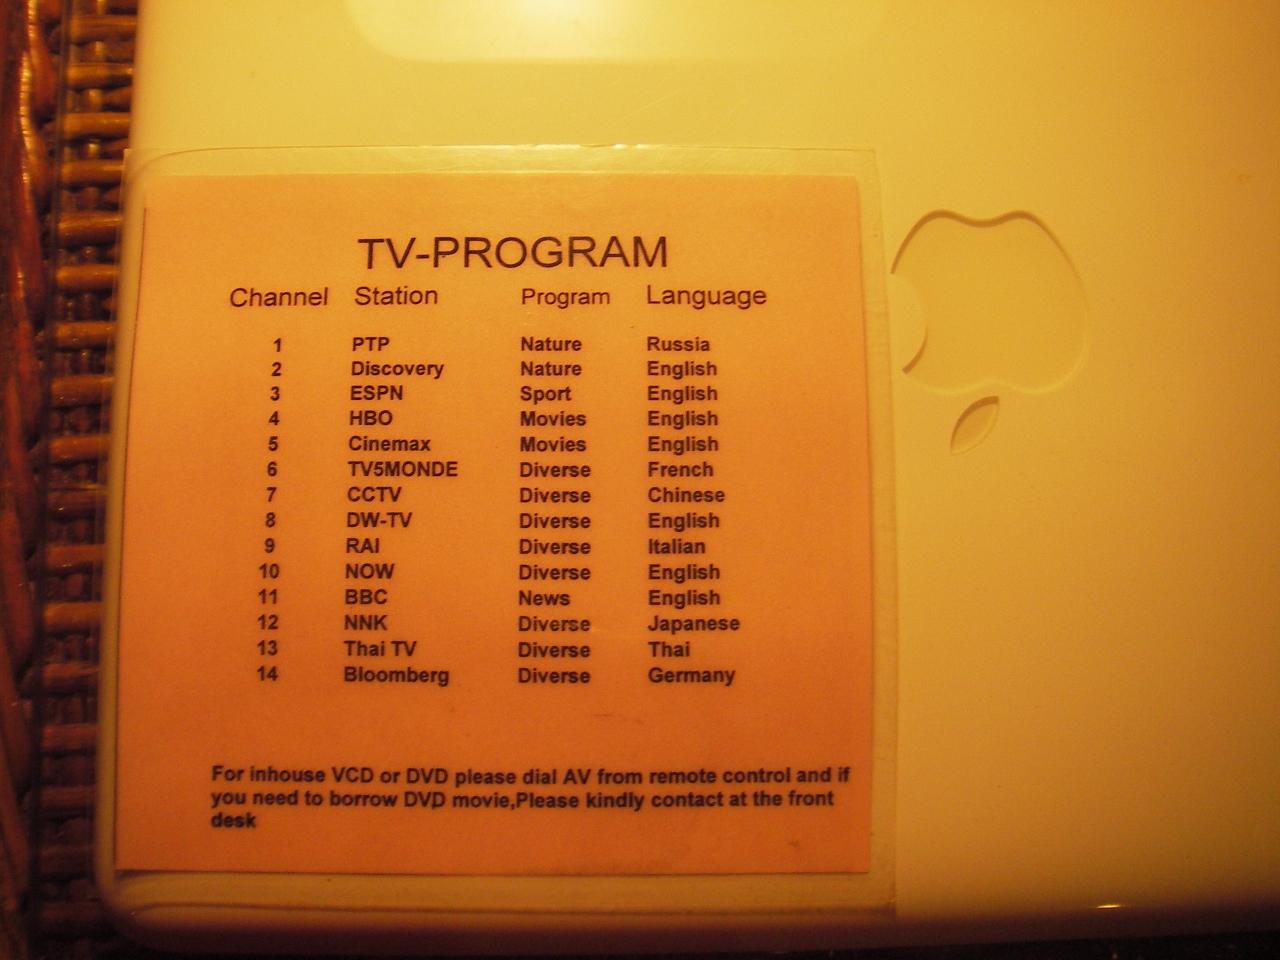 TV-PROGRAM
Channel Station Program Language
1 PTP Nature Russia
2 Discovery Nature English
3 ESPN Sport English
4 HBO Movies English
5 Cinemax Movies English
6 TV5MONDE Diverse French
7 CCTV Diverse Chinese
8 DW-TV Diverse English
9 RAI Diverse Italian
10 NOW Diverse English
11 BBC News English
12 NNK Diverse Japanese
13 Thai TV Diverse Thai
14 Bloomberg Diverse Germany
For inhouse VCD or DVD please dial AV from remote control and if
you need to borrow DVD movie,Please kindly contact at the front
desk